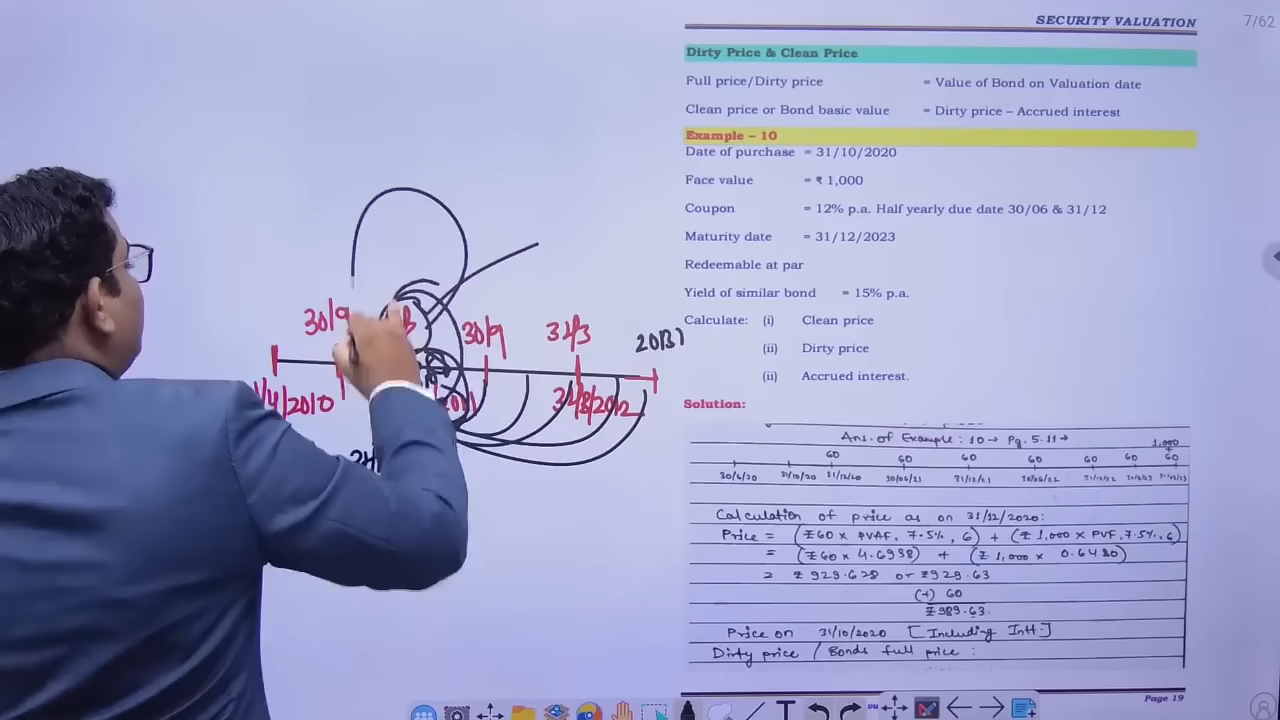 SECURITY VALUATION
7/62
Dirty Price & Clean Price
Full price/Dirty price = Value of Bond on Valuation date
Clean price or Bond basic value = Dirty price – Accrued interest
Example – 10
Date of purchase = 31/10/2020
Face value = ₹ 1,000
Coupon = 12% p.a. Half yearly due date 30/06 & 31/12
Maturity date = 31/12/2023
Redeemable at par
Yield of similar bond = 15% p.a.
Calculate: (i) Clean price
(ii) Dirty price
(ii) Accrued interest.
Solution:
Ans. of Example : 10 → Pg. 5.11 →
1,000
+
60 60 60 60 60 60 60
30/6/20 31/10/20 31/12/20 30/06/21 31/12/21 30/06/22 31/12/22 30/6/23 31/12/23
Calculation of price as on 31/12/2020:
Price = (₹60 × PVAF, 7.5%, 6) + (₹1,000 × PVF, 7.5%, 6)
= (₹60 × 4.6938) + (₹1,000 × 0.6480)
= ₹929.628 or ₹929.63
(+) 60
₹989.63.
Price on 31/10/2020 [Including Intt.]
Dirty price / Bonds full price :
Page 19
30/9 30/9 31/3
1/4/2010